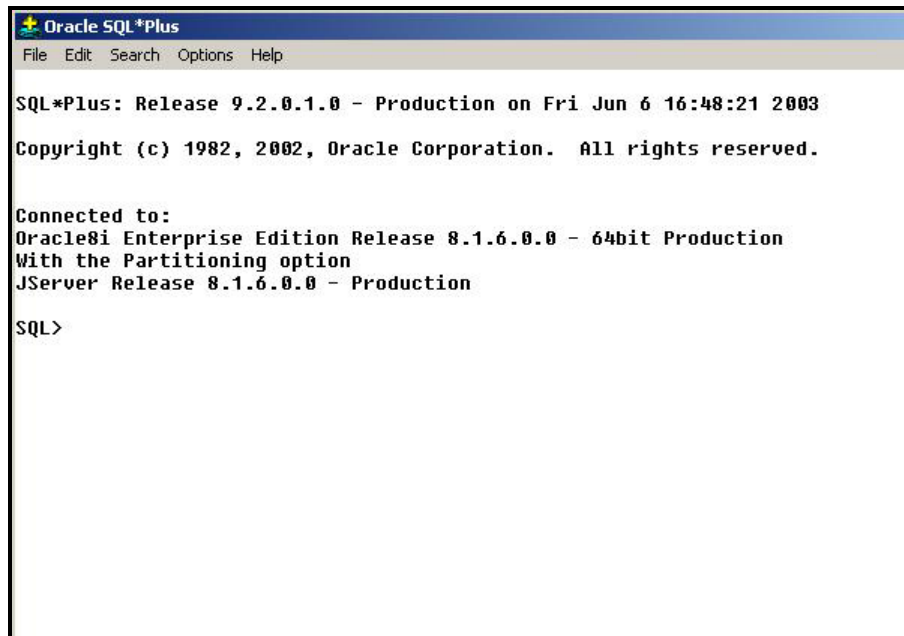 Oracle SQL*Plus
File Edit Search Options Help
SQL*Plus: Release 9.2.0.1.0 - Production on Fri Jun 6 16:48:21 2003
Copyright (c) 1982, 2002, Oracle Corporation.  All rights reserved.
Connected to:
Oracle8i Enterprise Edition Release 8.1.6.0.0 - 64bit Production
With the Partitioning option
JServer Release 8.1.6.0.0 - Production
SQL>